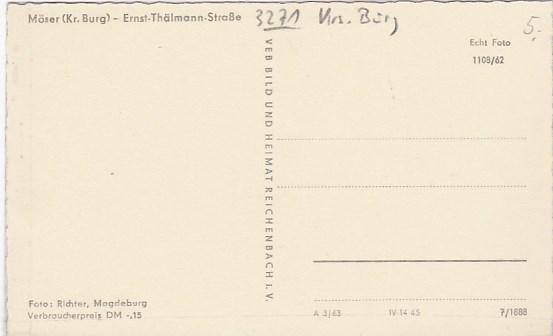 Möser (Kr. Burg) - Ernst-Thälmann-Straße
3271 Krs. Burg
5.-
Echt Foto
1108/62
VEB BILD UND HEIMAT REICHENBACH I. V.
Foto: Richter, Magdeburg
Verbraucherpreis DM -,15
A 3/63 IV-14-45 7/1888